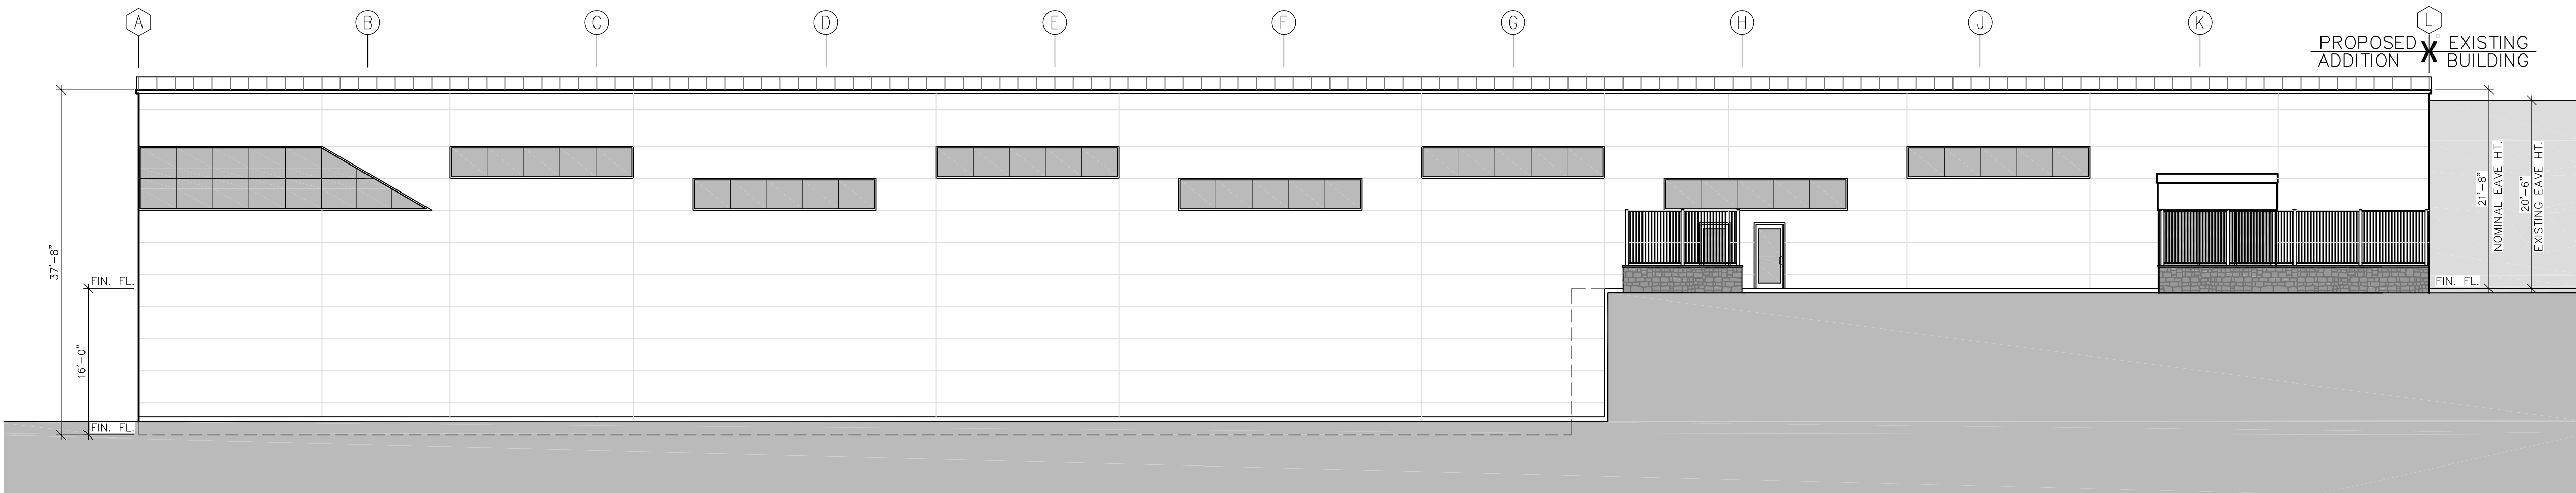 A
B
C
D
E
F
G
H
J
K
L
PROPOSED
ADDITION
EXISTING
BUILDING
37'-8"
16'-0"
FIN. FL.
FIN. FL.
21'-8"
NOMINAL EAVE HT.
20'-6"
EXISTING EAVE HT.
FIN. FL.